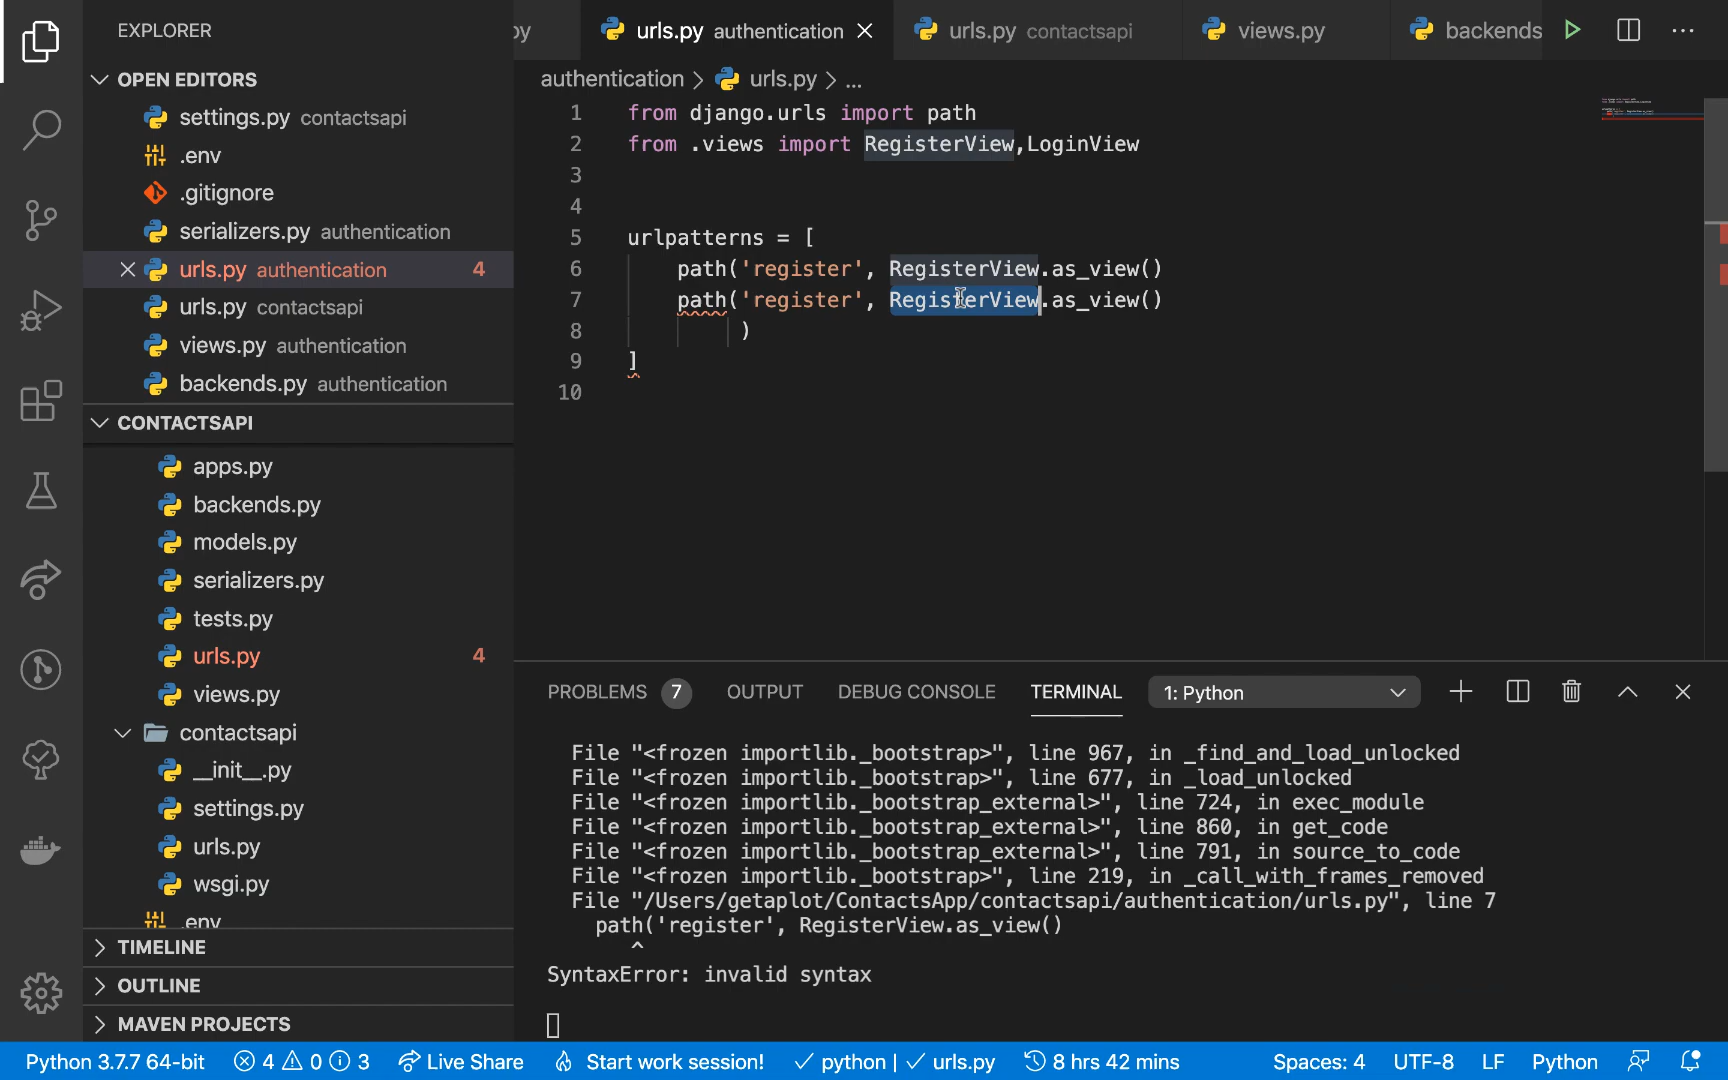 EXPLORER
OPEN EDITORS
settings.py contactsapi
.env
.gitignore
serializers.py authentication
urls.py authentication 4
urls.py contactsapi
views.py authentication
backends.py authentication
CONTACTSAPI
apps.py
backends.py
models.py
serializers.py
tests.py
urls.py 4
views.py
contactsapi
__init__.py
settings.py
urls.py
wsgi.py
.env
TIMELINE
OUTLINE
MAVEN PROJECTS
py urls.py authentication urls.py contactsapi views.py backends
authentication > urls.py > ...
1 from django.urls import path
2 from .views import RegisterView,LoginView
3
4
5 urlpatterns = [
6 path('register', RegisterView.as_view()
7 path('register', RegisterView.as_view()
8 )
9 ]
10
PROBLEMS 7 OUTPUT DEBUG CONSOLE TERMINAL 1: Python
File "<frozen importlib._bootstrap>", line 967, in _find_and_load_unlocked
File "<frozen importlib._bootstrap>", line 677, in _load_unlocked
File "<frozen importlib._bootstrap_external>", line 724, in exec_module
File "<frozen importlib._bootstrap_external>", line 860, in get_code
File "<frozen importlib._bootstrap_external>", line 791, in source_to_code
File "<frozen importlib._bootstrap>", line 219, in _call_with_frames_removed
File "/Users/getaplot/ContactsApp/contactsapi/authentication/urls.py", line 7
path('register', RegisterView.as_view()
^
SyntaxError: invalid syntax
Python 3.7.7 64-bit 4 0 3 Live Share Start work session! python | urls.py 8 hrs 42 mins Spaces: 4 UTF-8 LF Python